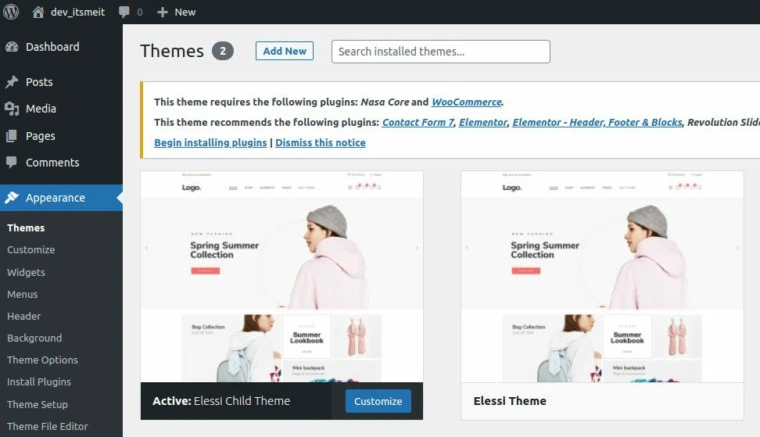 dev_itsmeit 0 New
Dashboard
Posts
Media
Pages
Comments
Appearance
Themes
Customize
Widgets
Menus
Header
Background
Theme Options
Install Plugins
Theme Setup
Theme File Editor
Themes 2 Add New Search installed themes...
This theme requires the following plugins: Nasa Core and WooCommerce.
This theme recommends the following plugins: Contact Form 7, Elementor, Elementor - Header, Footer & Blocks, Revolution Slide
Begin installing plugins | Dismiss this notice
Logo.
NEW FASHION
Spring Summer
Collection
Bag Collection
Summer
Lookbook
Mini backpack
Active: Elessi Child Theme Customize
Logo.
NEW FASHION
Spring Summer
Collection
Bag Collection
Summer
Lookbook
Mini backpack
Elessi Theme